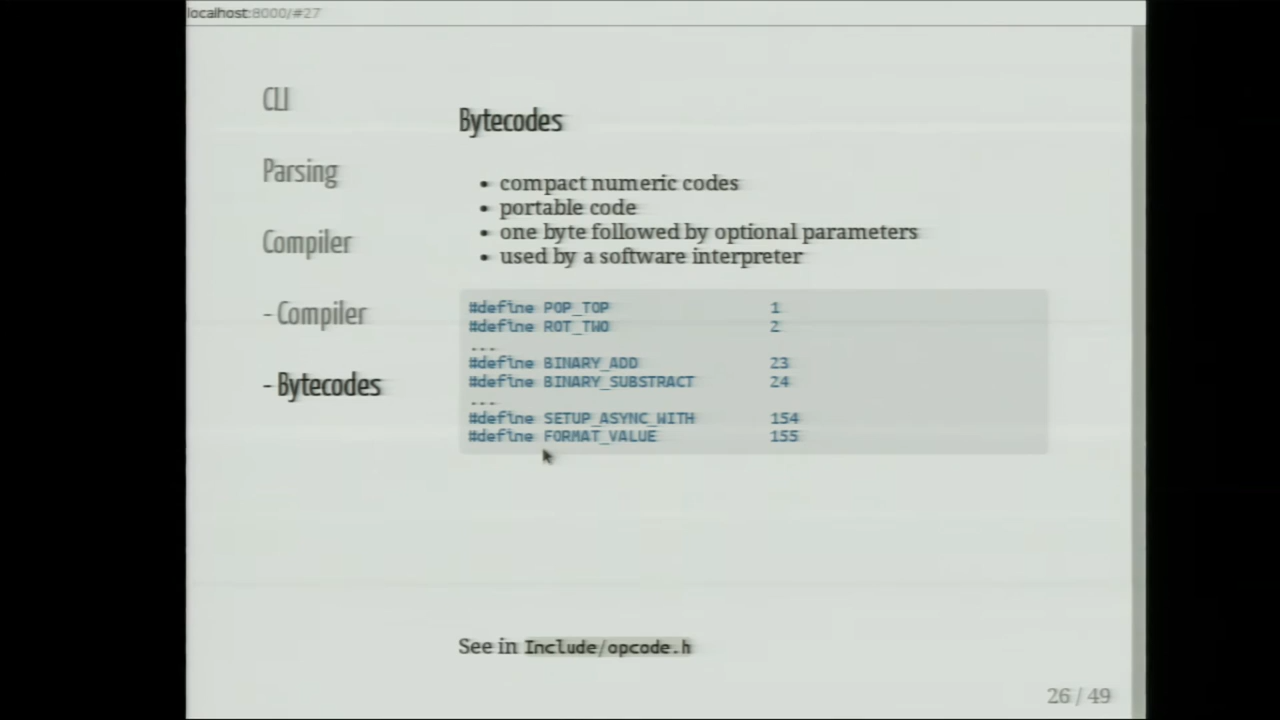 localhost:8000/#27
CLI
Parsing
Compiler
- Compiler
- Bytecodes
Bytecodes
• compact numeric codes
• portable code
• one byte followed by optional parameters
• used by a software interpreter
#define POP_TOP 1
#define ROT_TWO 2
...
#define BINARY_ADD 23
#define BINARY_SUBSTRACT 24
...
#define SETUP_ASYNC_WITH 154
#define FORMAT_VALUE 155
See in Include/opcode.h
26 / 49